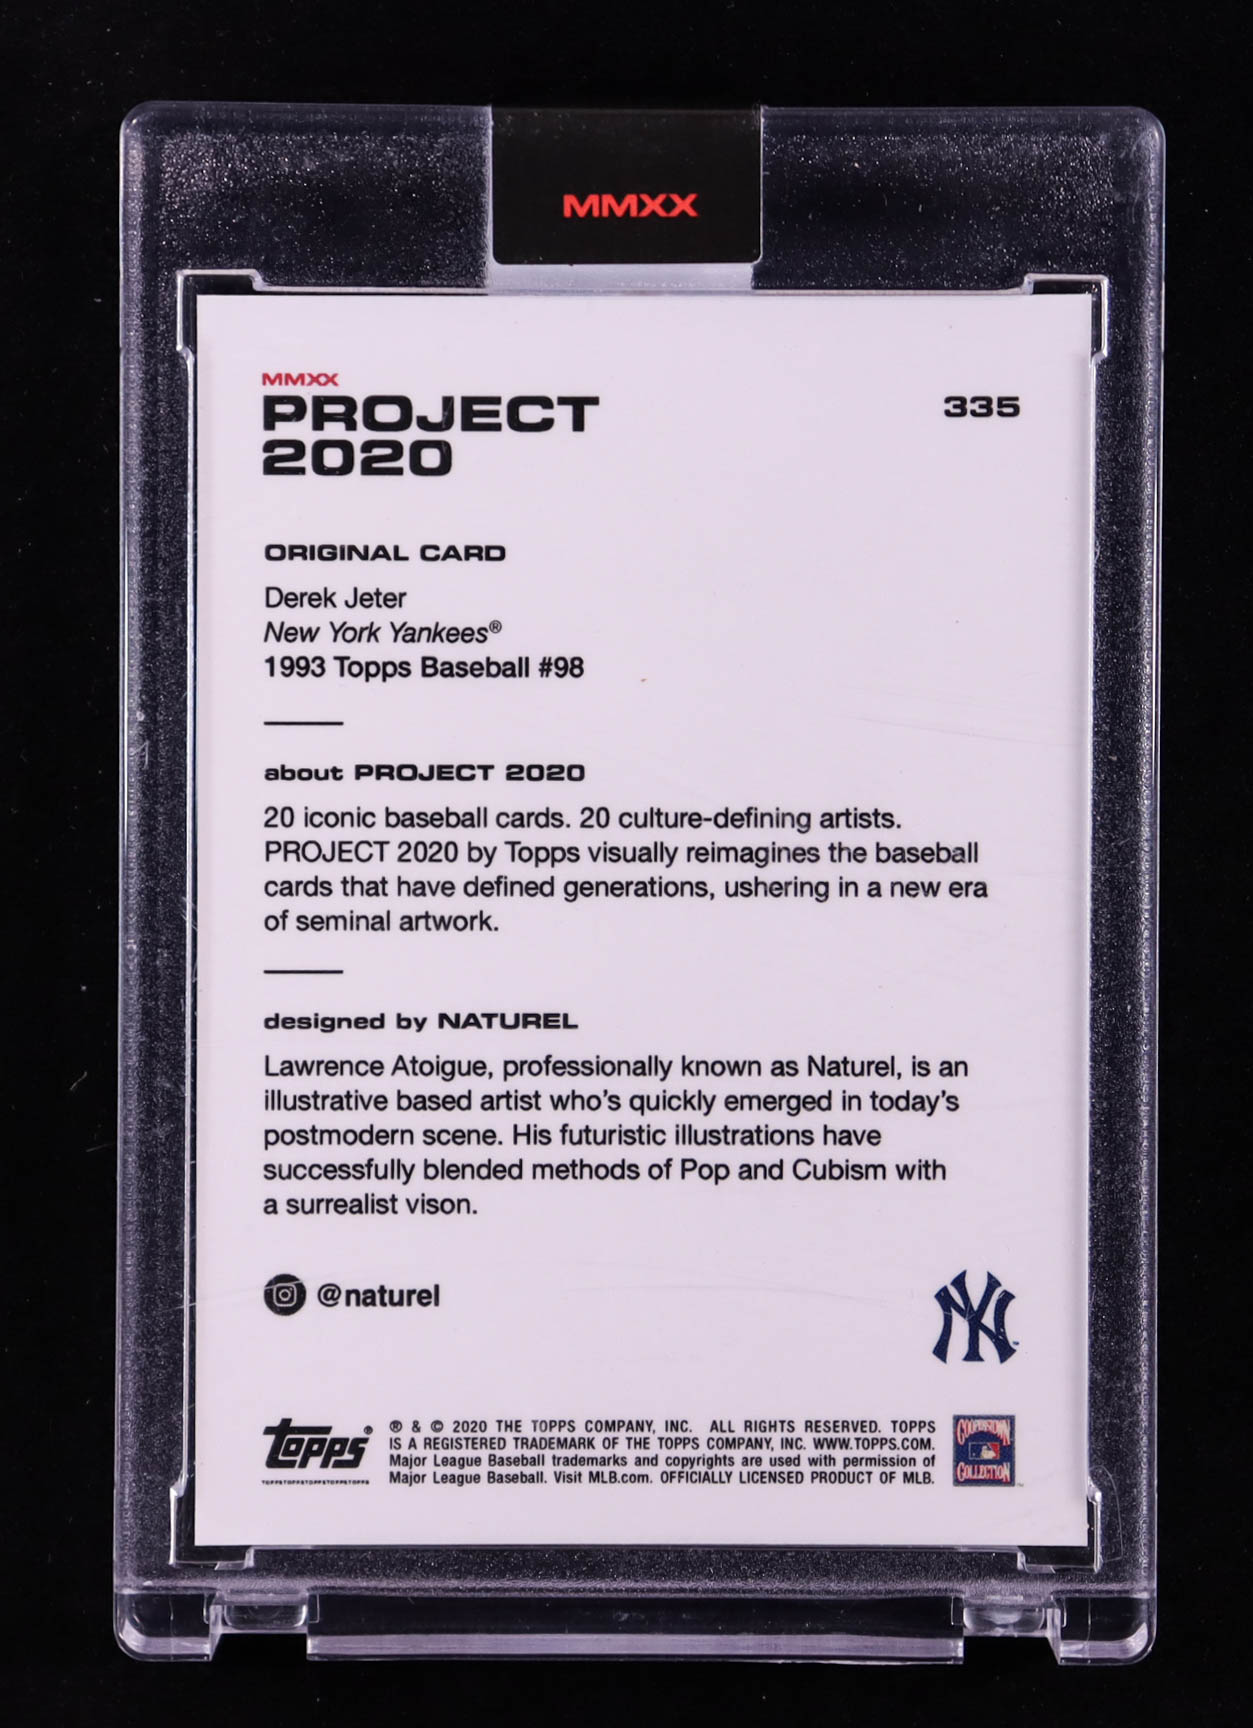 MMXX
MMXX
PROJECT
2020
335
ORIGINAL CARD
Derek Jeter
New York Yankees®
1993 Topps Baseball #98
about PROJECT 2020
20 iconic baseball cards. 20 culture-defining artists.
PROJECT 2020 by Topps visually reimagines the baseball
cards that have defined generations, ushering in a new era
of seminal artwork.
designed by NATUREL
Lawrence Atoigue, professionally known as Naturel, is an
illustrative based artist who's quickly emerged in today's
postmodern scene. His futuristic illustrations have
successfully blended methods of Pop and Cubism with
a surrealist vison.
@naturel
NY
Topps®
TOPPSTOPPSTOPPSTOPPSTOPPS
® & © 2020 THE TOPPS COMPANY, INC. ALL RIGHTS RESERVED. TOPPS
IS A REGISTERED TRADEMARK OF THE TOPPS COMPANY, INC. WWW.TOPPS.COM.
Major League Baseball trademarks and copyrights are used with permission of
Major League Baseball. Visit MLB.com. OFFICIALLY LICENSED PRODUCT OF MLB.
COOPERSTOWN
COLLECTION